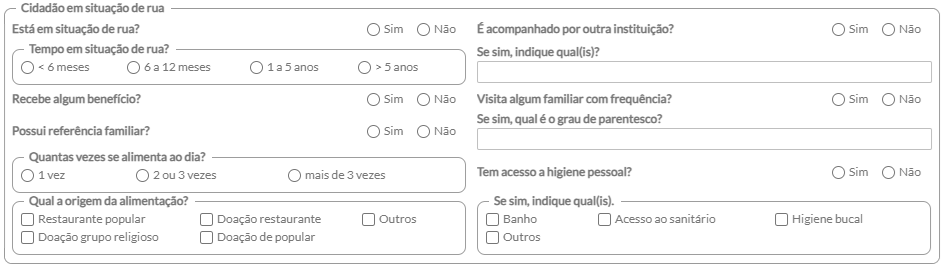 Cidadão em situação de rua
Está em situação de rua? Sim Não
Tempo em situação de rua?
< 6 meses 6 a 12 meses 1 a 5 anos > 5 anos
Recebe algum benefício? Sim Não
Possui referência familiar? Sim Não
Quantas vezes se alimenta ao dia?
1 vez 2 ou 3 vezes mais de 3 vezes
Qual a origem da alimentação?
Restaurante popular Doação restaurante Outros
Doação grupo religioso Doação de popular
É acompanhado por outra instituição? Sim Não
Se sim, indique qual(is)?
Visita algum familiar com frequência? Sim Não
Se sim, qual é o grau de parentesco?
Tem acesso a higiene pessoal? Sim Não
Se sim, indique qual(is).
Banho Acesso ao sanitário Higiene bucal
Outros